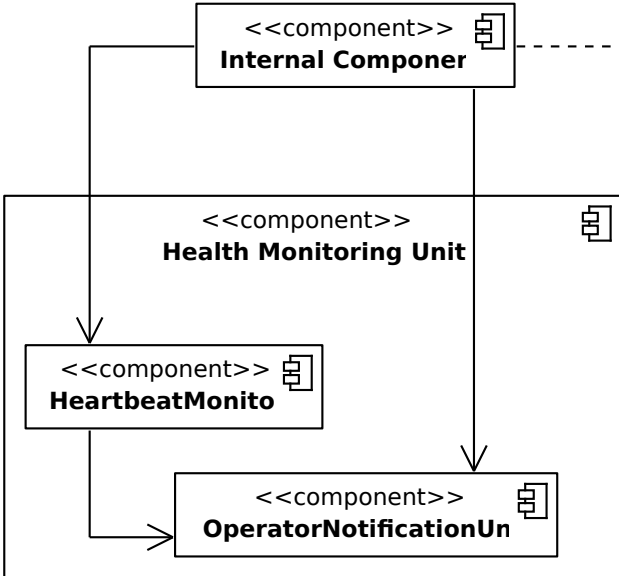 <<component>>
Internal Componer
<<component>>
Health Monitoring Unit
<<component>>
HeartbeatMonito
<<component>>
OperatorNotificationUn